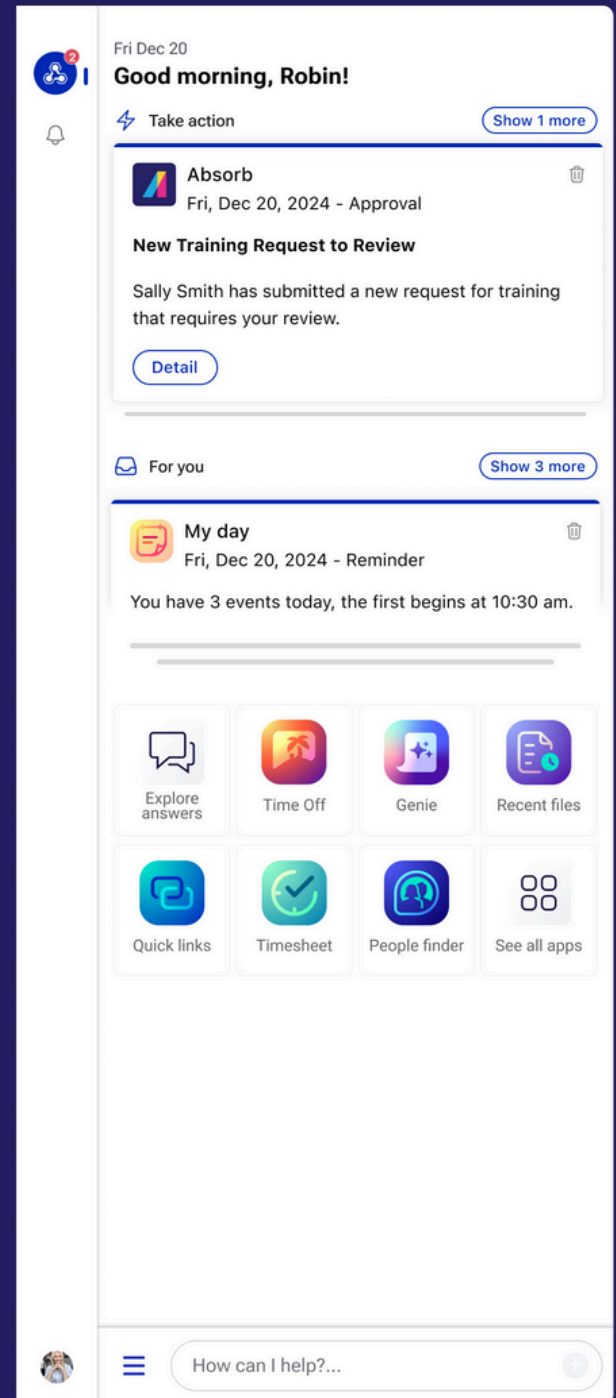 2
Fri Dec 20
Good morning, Robin!
Take action
Show 1 more
Absorb
Fri, Dec 20, 2024 - Approval
New Training Request to Review
Sally Smith has submitted a new request for training
that requires your review.
Detail
For you
Show 3 more
My day
Fri, Dec 20, 2024 - Reminder
You have 3 events today, the first begins at 10:30 am.
Explore
answers
Time Off
Genie
Recent files
Quick links
Timesheet
People finder
See all apps
How can I help?...